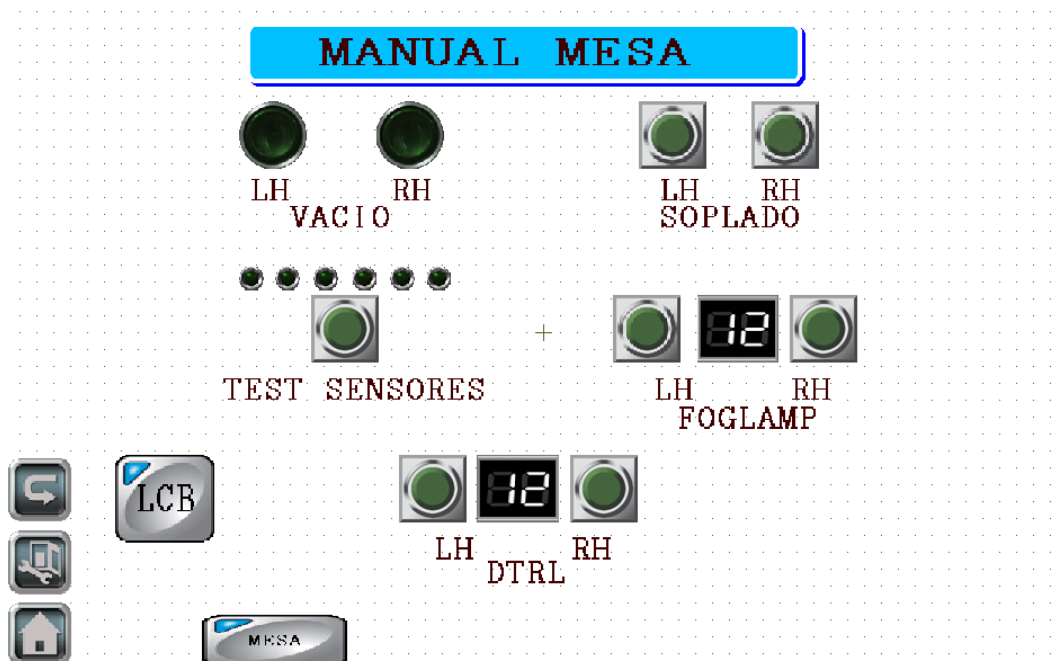 MANUAL MESA
LH RH
VACIO
LH RH
SOPLADO
TEST SENSORES
12
LH RH
FOGLAMP
LCB
12
LH RH
DTRL
MESA